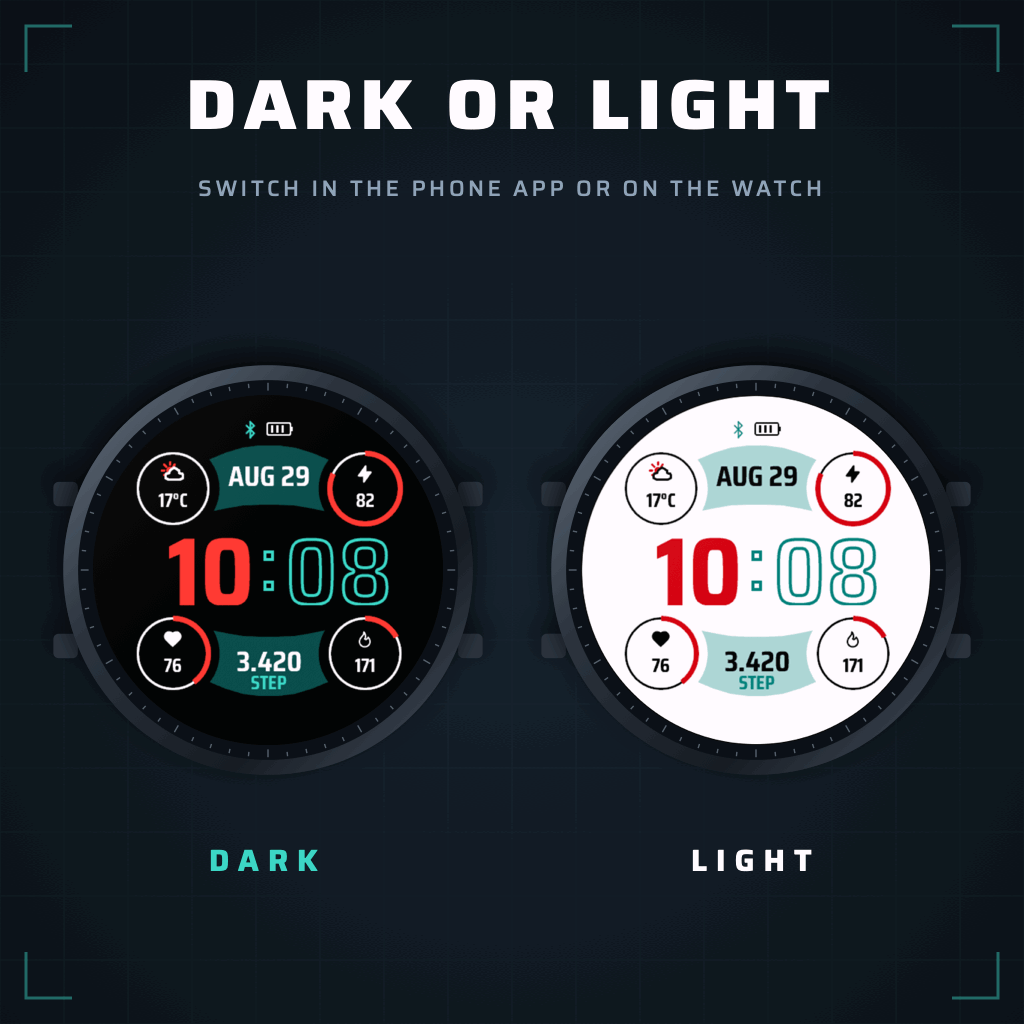 DARK OR LIGHT
SWITCH IN THE PHONE APP OR ON THE WATCH
AUG 29
17°C
82
10:08
76
3.420
STEP
171
AUG 29
17°C
82
10:08
76
3.420
STEP
171
DARK
LIGHT